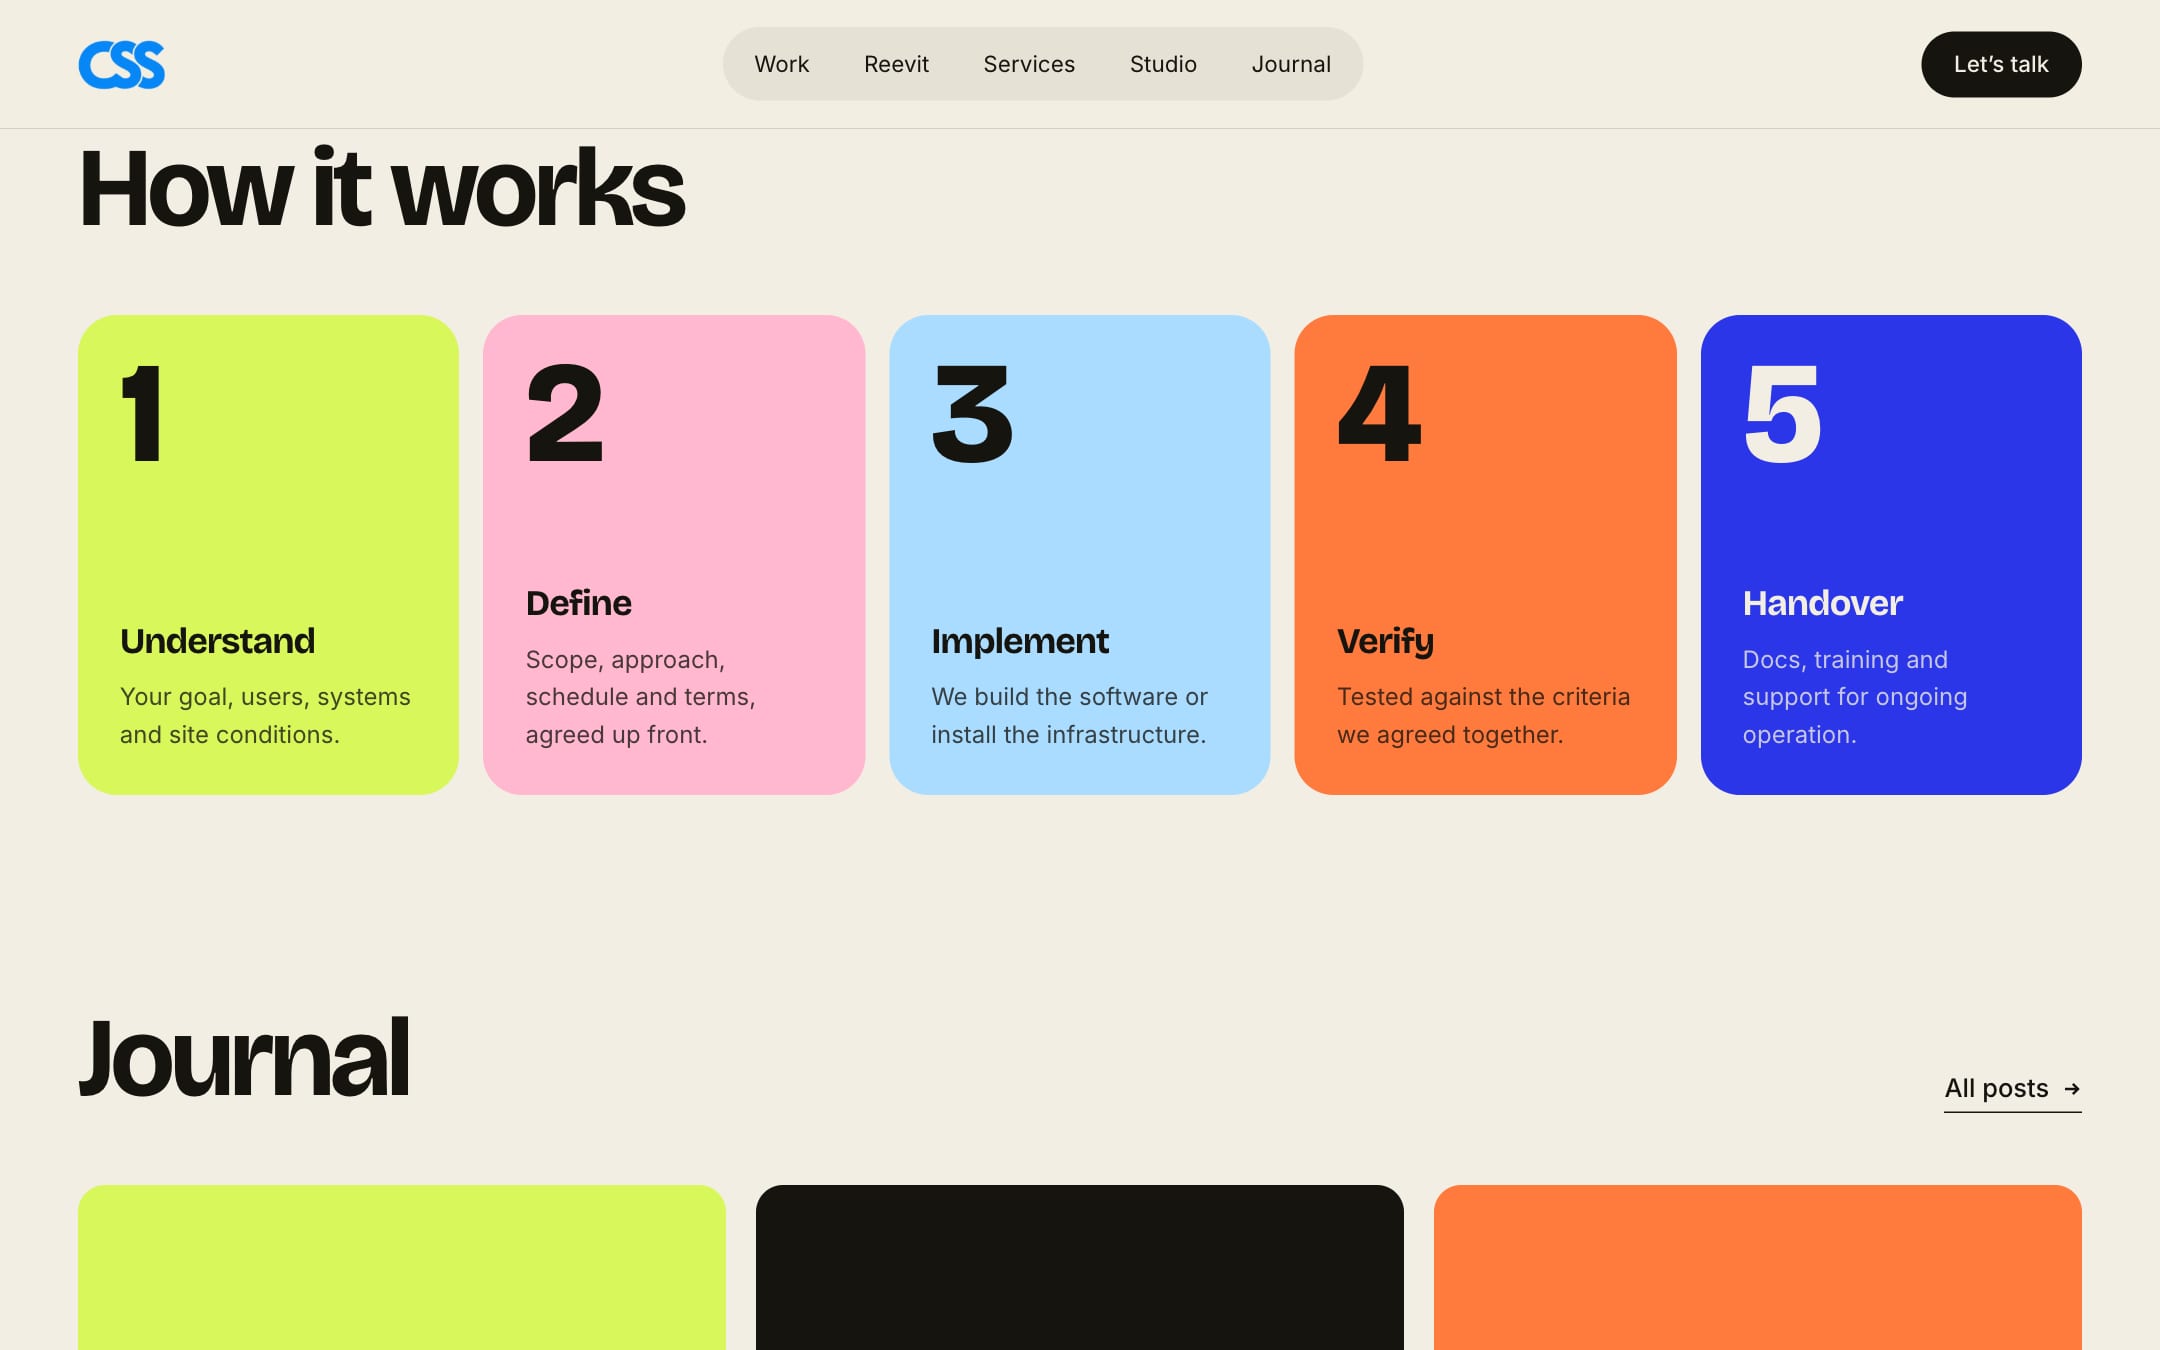 CSS
Work
Reevit
Services
Studio
Journal
Let’s talk
How it works
1
Understand
Your goal, users, systems
and site conditions.
2
Define
Scope, approach,
schedule and terms,
agreed up front.
3
Implement
We build the software or
install the infrastructure.
4
Verify
Tested against the criteria
we agreed together.
5
Handover
Docs, training and
support for ongoing
operation.
Journal
All posts →